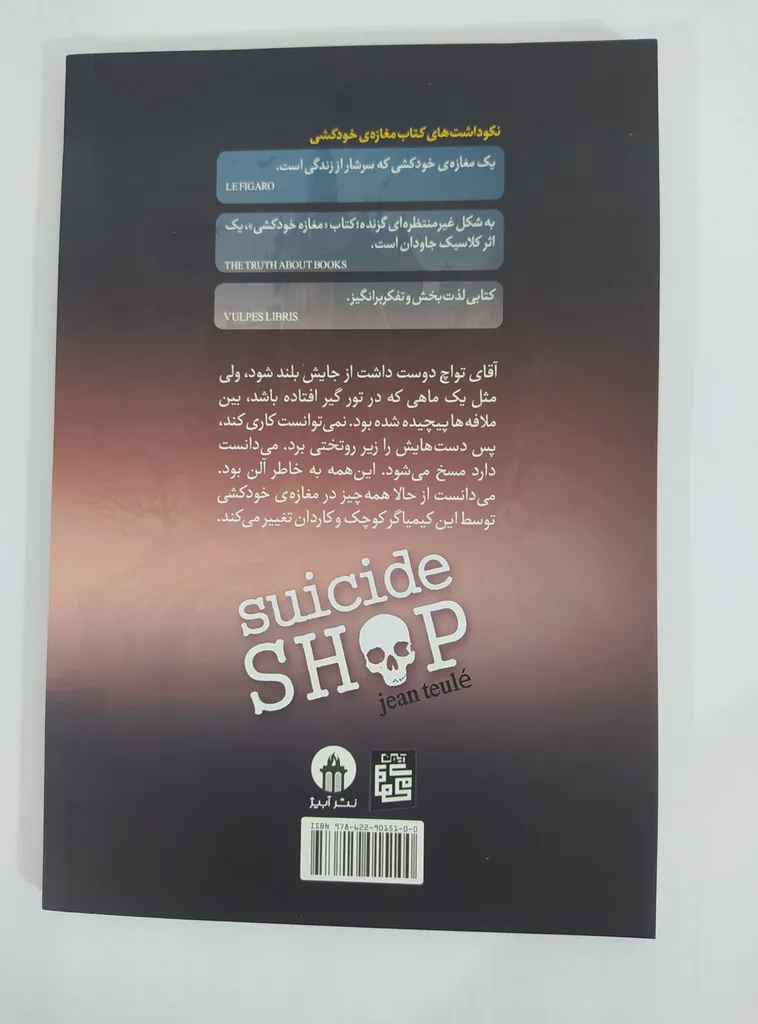 نکوداشت‌های کتاب مغازه‌ی خودکشی
یک مغازه‌ی خودکشی که سرشار از زندگی است.
LE FIGARO
به شکل غیرمنتظره‌ای گزنده؛ کتاب «مغازه خودکشی»، یک
اثر کلاسیک جاودان است.
THE TRUTH ABOUT BOOKS
کتابی لذت‌بخش و تفکربرانگیز.
VULPES LIBRIS
آقای تواچ دوست داشت از جایش بلند شود، ولی
مثل یک ماهی که در تور گیر افتاده باشد، بین
ملافه‌ها پیچیده شده بود. نمی‌توانست کاری کند،
پس دست‌هایش را زیر روتختی برد. می‌دانست
دارد مسخ می‌شود. این‌همه به خاطر آلن بود.
می‌دانست از حالا همه‌چیز در مغازه‌ی خودکشی
توسط این کیمیاگر کوچک و کاردان تغییر می‌کند.
suicide
SHOP
jean teulé
نشر آبیژ
ISBN 978-622-90151-0-0